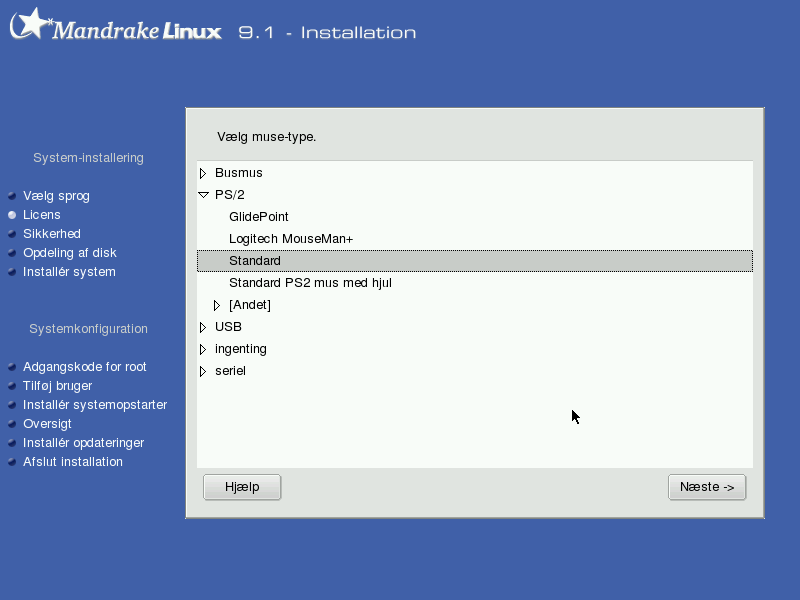 Mandrake Linux 9.1 - Installation
System-installering
Vælg sprog
Licens
Sikkerhed
Opdeling af disk
Installér system
Systemkonfiguration
Adgangskode for root
Tilføj bruger
Installér systemopstarter
Oversigt
Installér opdateringer
Afslut installation
Vælg muse-type.
Busmus
PS/2
GlidePoint
Logitech MouseMan+
Standard
Standard PS2 mus med hjul
[Andet]
USB
ingenting
seriel
Hjælp
Næste ->